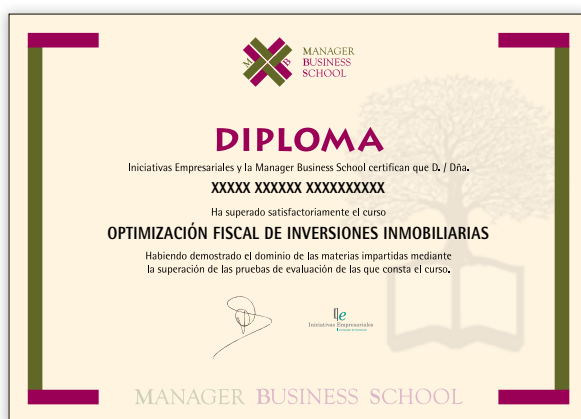 M B
MANAGER
BUSINESS
SCHOOL
DIPLOMA
Iniciativas Empresariales y la Manager Business School certifican que D. / Dña.
XXXXX XXXXXX XXXXXXXXXX
Ha superado satisfactoriamente el curso
OPTIMIZACIÓN FISCAL DE INVERSIONES INMOBILIARIAS
Habiendo demostrado el dominio de las materias impartidas mediante
la superación de las pruebas de evaluación de las que consta el curso.
Ie
Iniciativas Empresariales
MANAGER BUSINESS SCHOOL